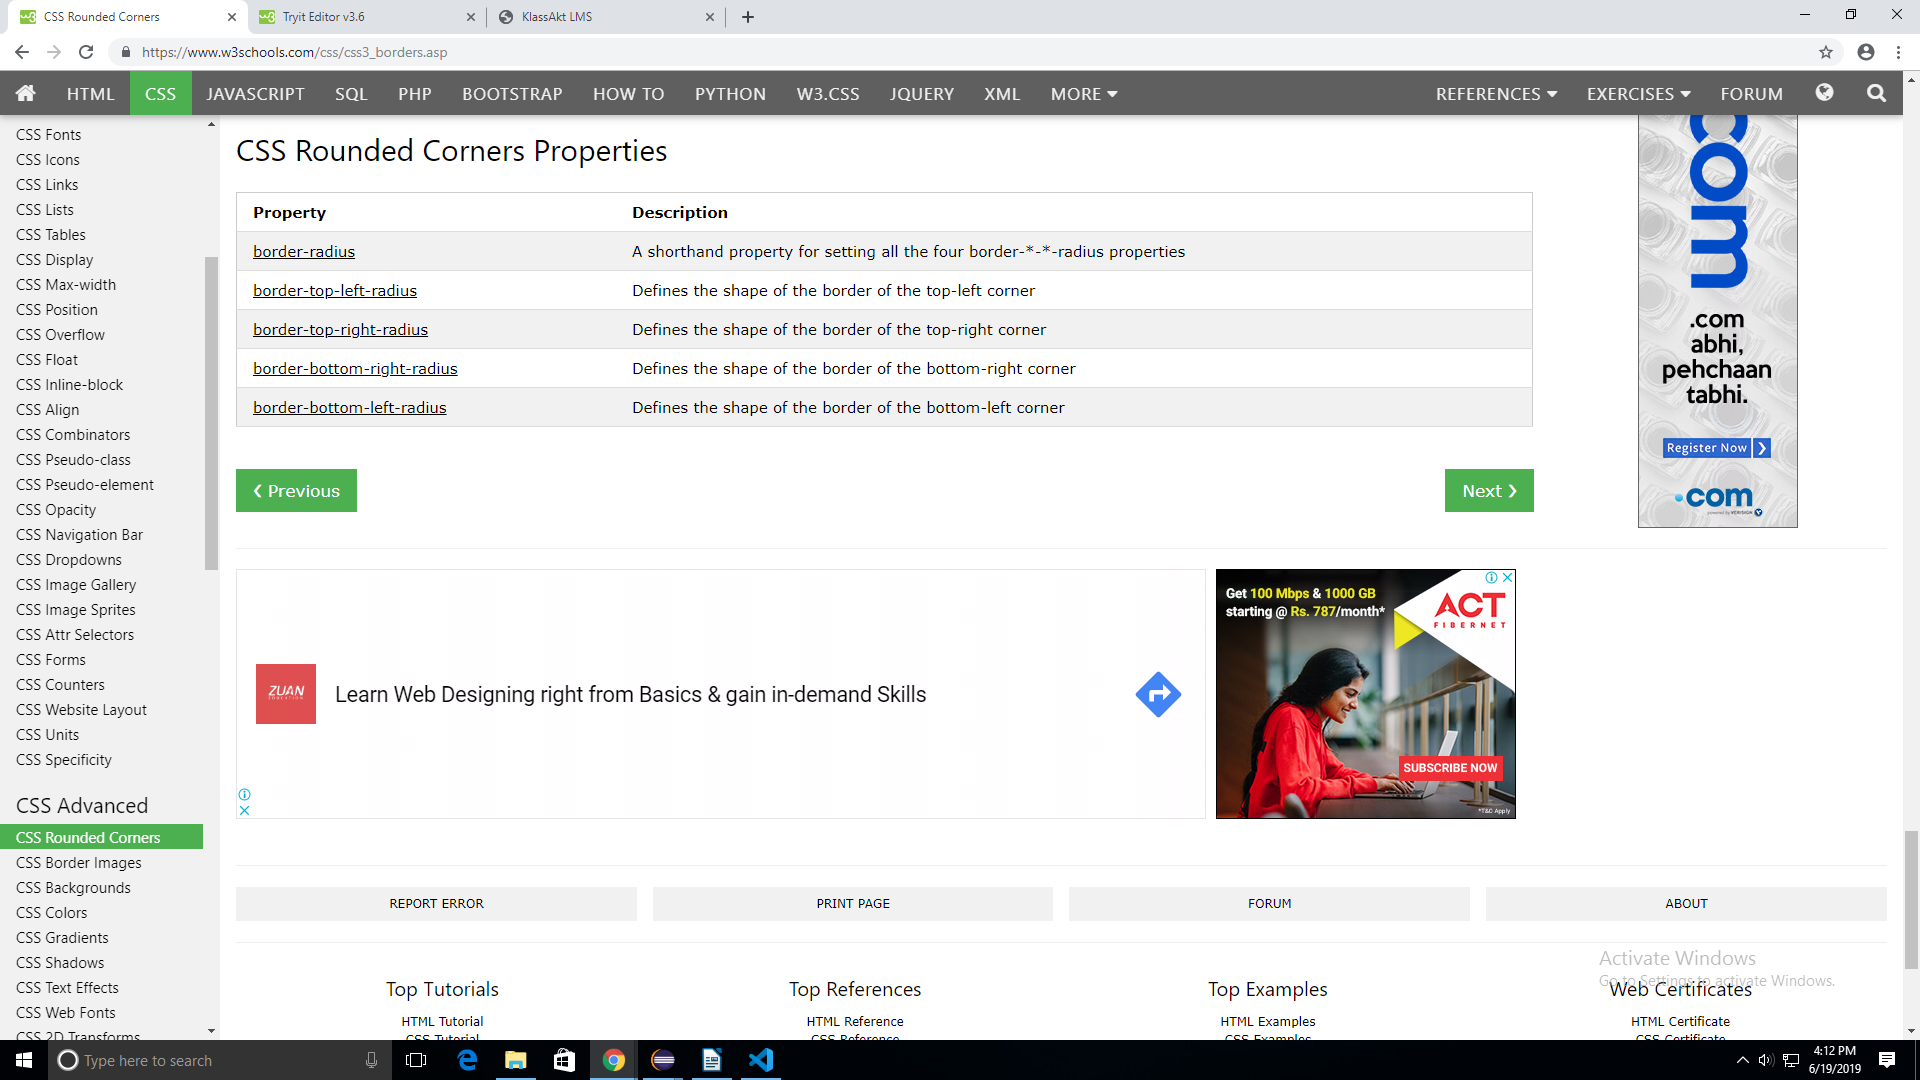 CSS Rounded Corners
Tryit Editor v3.6
KlassAkt LMS
https://www.w3schools.com/css/css3_borders.asp
HTML
CSS
JAVASCRIPT
SQL
PHP
BOOTSTRAP
HOW TO
PYTHON
W3.CSS
JQUERY
XML
MORE
REFERENCES
EXERCISES
FORUM
CSS Fonts
CSS Icons
CSS Links
CSS Lists
CSS Tables
CSS Display
CSS Max-width
CSS Position
CSS Overflow
CSS Float
CSS Inline-block
CSS Align
CSS Combinators
CSS Pseudo-class
CSS Pseudo-element
CSS Opacity
CSS Navigation Bar
CSS Dropdowns
CSS Image Gallery
CSS Image Sprites
CSS Attr Selectors
CSS Forms
CSS Counters
CSS Website Layout
CSS Units
CSS Specificity
CSS Advanced
CSS Rounded Corners
CSS Border Images
CSS Backgrounds
CSS Colors
CSS Gradients
CSS Shadows
CSS Text Effects
CSS Web Fonts
CSS 2D Transforms
CSS Rounded Corners Properties
Property Description
border-radius A shorthand property for setting all the four border-*-*-radius properties
border-top-left-radius Defines the shape of the border of the top-left corner
border-top-right-radius Defines the shape of the border of the top-right corner
border-bottom-right-radius Defines the shape of the border of the bottom-right corner
border-bottom-left-radius Defines the shape of the border of the bottom-left corner
❮ Previous
Next ❯
com
.com
abhi,
pehchaan
tabhi.
Register Now ❯
.com
powered by VERISIGN
ZUAN
EDUCATION
Learn Web Designing right from Basics & gain in-demand Skills
Get 100 Mbps & 1000 GB
starting @ Rs. 787/month*
ACT
FIBERNET
SUBSCRIBE NOW
*T&C Apply
REPORT ERROR
PRINT PAGE
FORUM
ABOUT
Activate Windows
Go to Settings to activate Windows.
Top Tutorials
HTML Tutorial
CSS Tutorial
Top References
HTML Reference
CSS Reference
Top Examples
HTML Examples
CSS Examples
Web Certificates
HTML Certificate
CSS Certificate
Type here to search
4:12 PM
6/19/2019